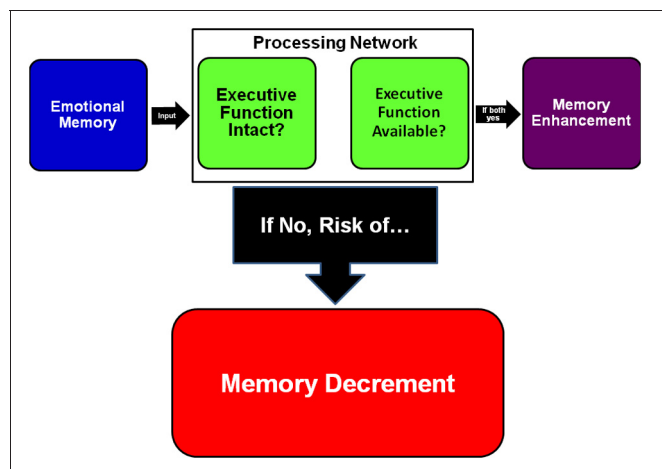 Processing Network
Emotional
Memory
Input
Executive
Function
Intact?
Executive
Function
Available?
If both
yes
Memory
Enhancement
If No, Risk of…
Memory Decrement